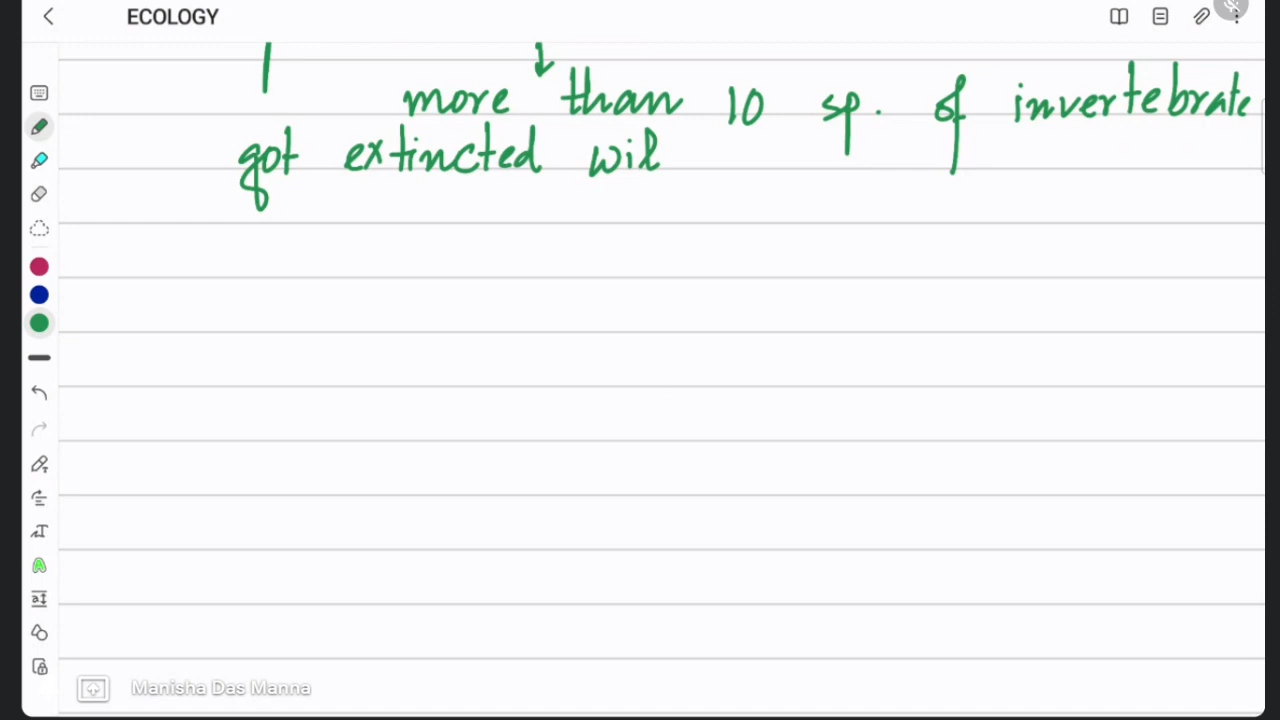 ECOLOGY
more than 10 sp. of invertebrate
got extincted wil
Manisha Das Manna